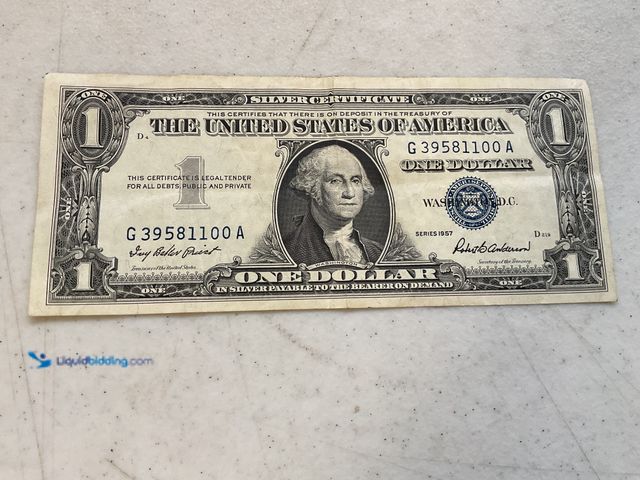 ONE SILVER CERTIFICATE ONE
THIS CERTIFIES THAT THERE IS ON DEPOSIT IN THE TREASURY OF
THE UNITED STATES OF AMERICA
1
1
D
G 39581100 A
ONE DOLLAR
1
THIS CERTIFICATE IS LEGAL TENDER
FOR ALL DEBTS, PUBLIC AND PRIVATE
WASHINGTON, D.C.
ONE
ONE
G 39581100 A
SERIES 1957
D
Ivy Baker Priest
Robert B. Anderson
Treasurer of the United States
Secretary of the Treasury
1
ONE DOLLAR
1
ONE IN SILVER PAYABLE TO THE BEARER ON DEMAND ONE
Liquidbidding.com